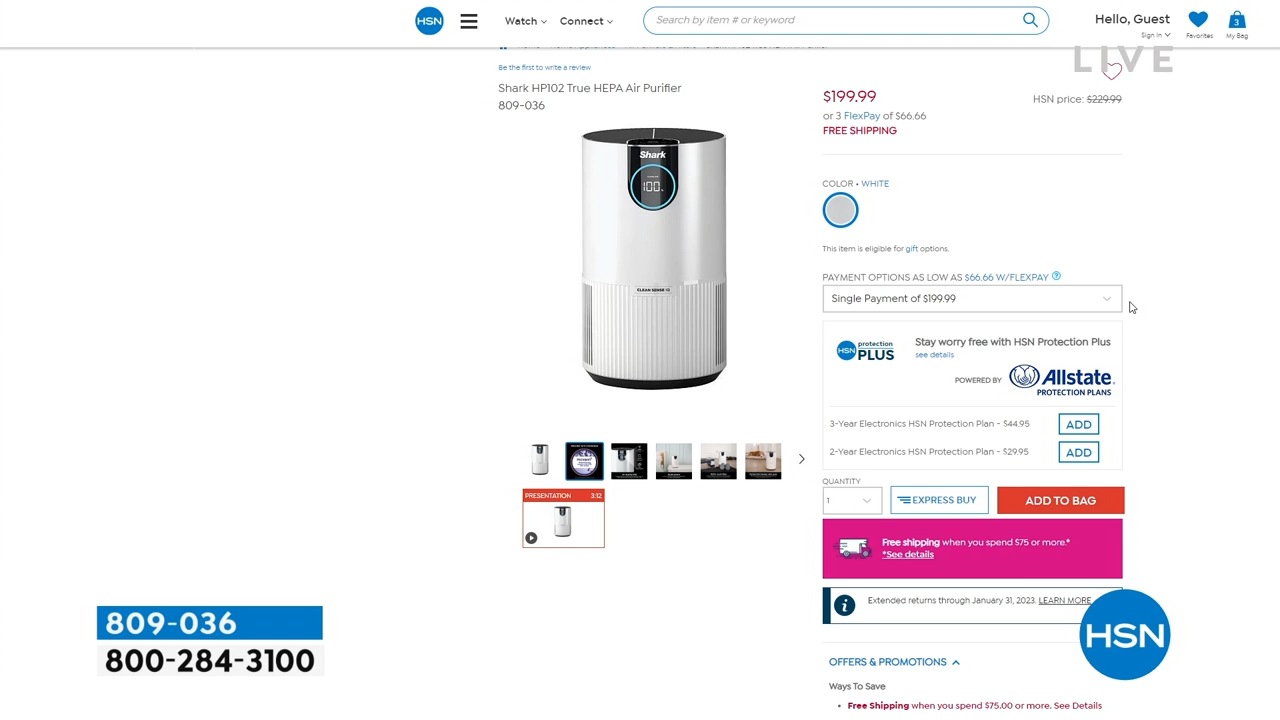 HSN
Watch
Connect
Search by item # or keyword
Hello, Guest
Sign in
Favorites
3
My Bag
LIVE
Be the first to write a review
Shark HP102 True HEPA Air Purifier
809-036
$199.99
HSN price: $229.99
or 3 FlexPay of $66.66
FREE SHIPPING
Shark
100%
CLEAN SENSE IQ
COLOR • WHITE
This item is eligible for gift options.
PAYMENT OPTIONS AS LOW AS $66.66 W/FLEXPAY ?
Single Payment of $199.99
HSN protection PLUS
Stay worry free with HSN Protection Plus
see details
POWERED BY
Allstate
PROTECTION PLANS
3-Year Electronics HSN Protection Plan - $44.95
ADD
2-Year Electronics HSN Protection Plan - $29.95
ADD
PRESENTATION 3:12
QUANTITY
1
EXPRESS BUY
ADD TO BAG
Free shipping when you spend $75 or more.*
*See details
i
Extended returns through January 31, 2023. LEARN MORE
809-036
800-284-3100
HSN
OFFERS & PROMOTIONS
Ways To Save
• Free Shipping when you spend $75.00 or more. See Details